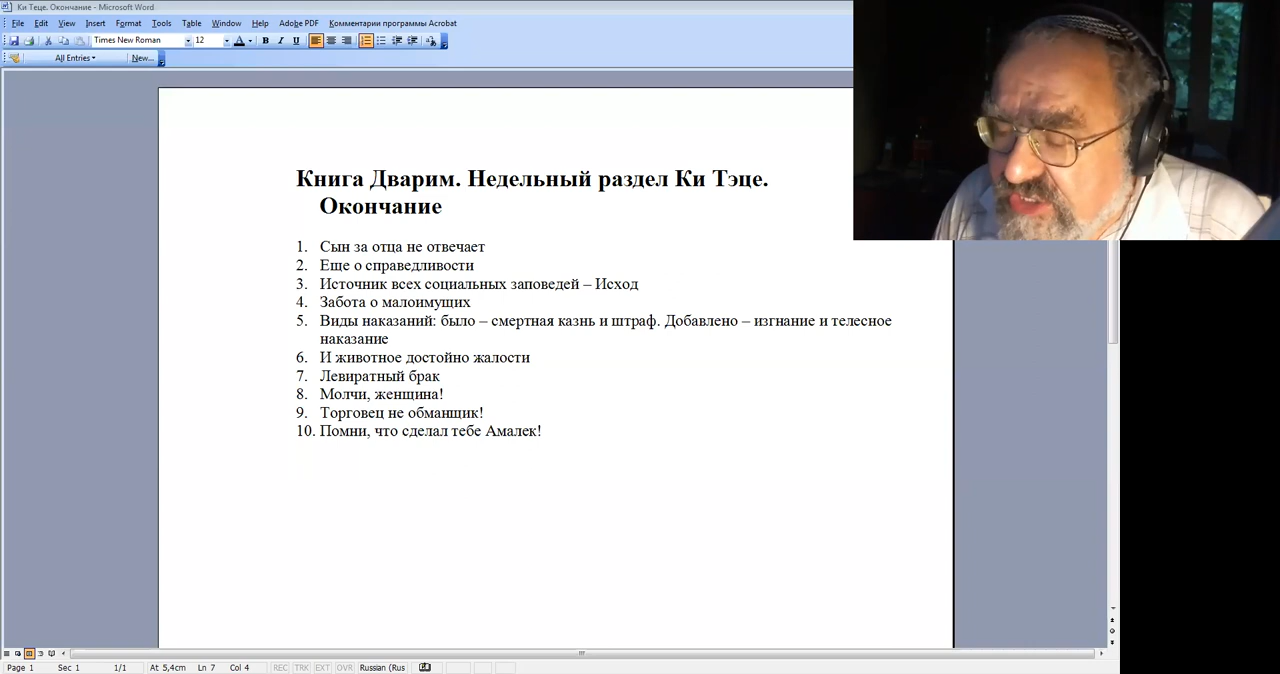 Ки Теце. Окончание - Microsoft Word
File Edit View Insert Format Tools Table Window Help Adobe PDF Комментарии программы Acrobat
Times New Roman 12 A B I U
All Entries New...
Книга Дварим. Недельный раздел Ки Тэце.
Окончание
1. Сын за отца не отвечает
2. Еще о справедливости
3. Источник всех социальных заповедей – Исход
4. Забота о малоимущих
5. Виды наказаний: было – смертная казнь и штраф. Добавлено – изгнание и телесное
наказание
6. И животное достойно жалости
7. Левиратный брак
8. Молчи, женщина!
9. Торговец не обманщик!
10. Помни, что сделал тебе Амалек!
Page 1 Sec 1 1/1 At 5,4cm Ln 7 Col 4 REC TRK EXT OVR Russian (Rus